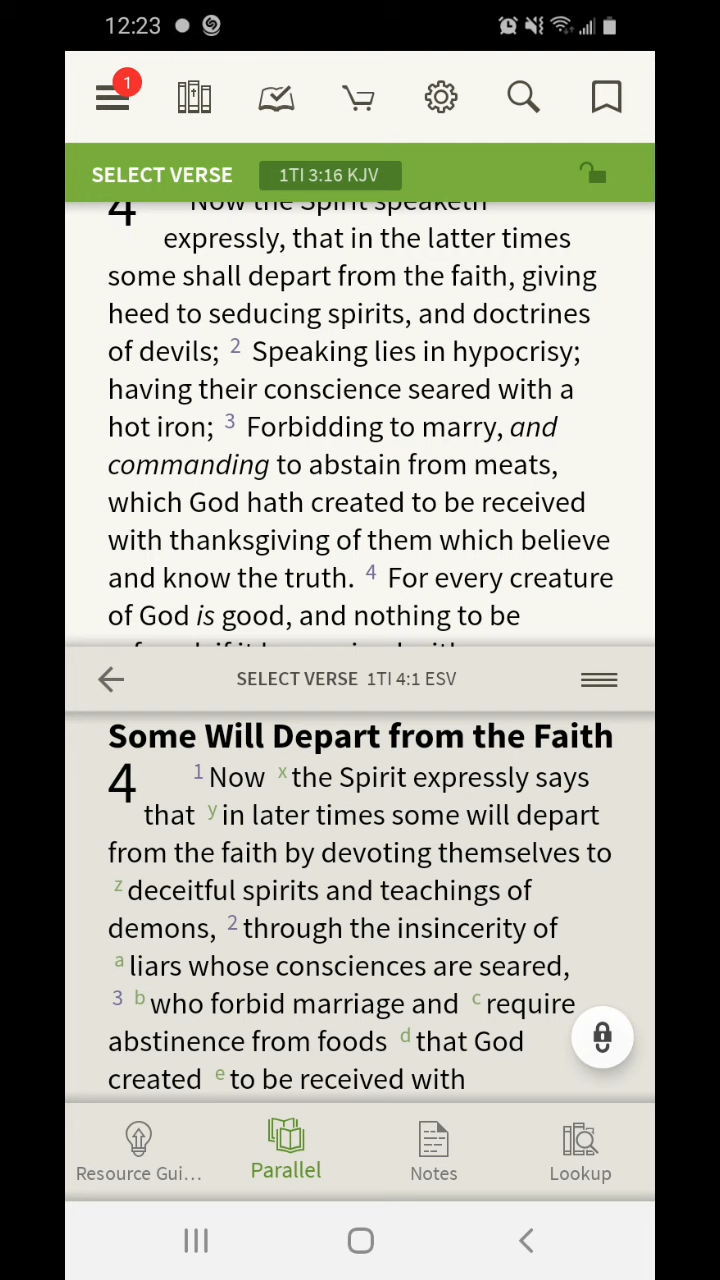 12:23
1
SELECT VERSE 1TI 3:16 KJV
4 Now the Spirit speaketh
expressly, that in the latter times
some shall depart from the faith, giving
heed to seducing spirits, and doctrines
of devils; 2 Speaking lies in hypocrisy;
having their conscience seared with a
hot iron; 3 Forbidding to marry, and
commanding to abstain from meats,
which God hath created to be received
with thanksgiving of them which believe
and know the truth. 4 For every creature
of God is good, and nothing to be
SELECT VERSE 1TI 4:1 ESV
Some Will Depart from the Faith
4 1 Now x the Spirit expressly says
that y in later times some will depart
from the faith by devoting themselves to
z deceitful spirits and teachings of
demons, 2 through the insincerity of
a liars whose consciences are seared,
3 b who forbid marriage and c require
abstinence from foods d that God
created e to be received with
Resource Gui... Parallel Notes Lookup